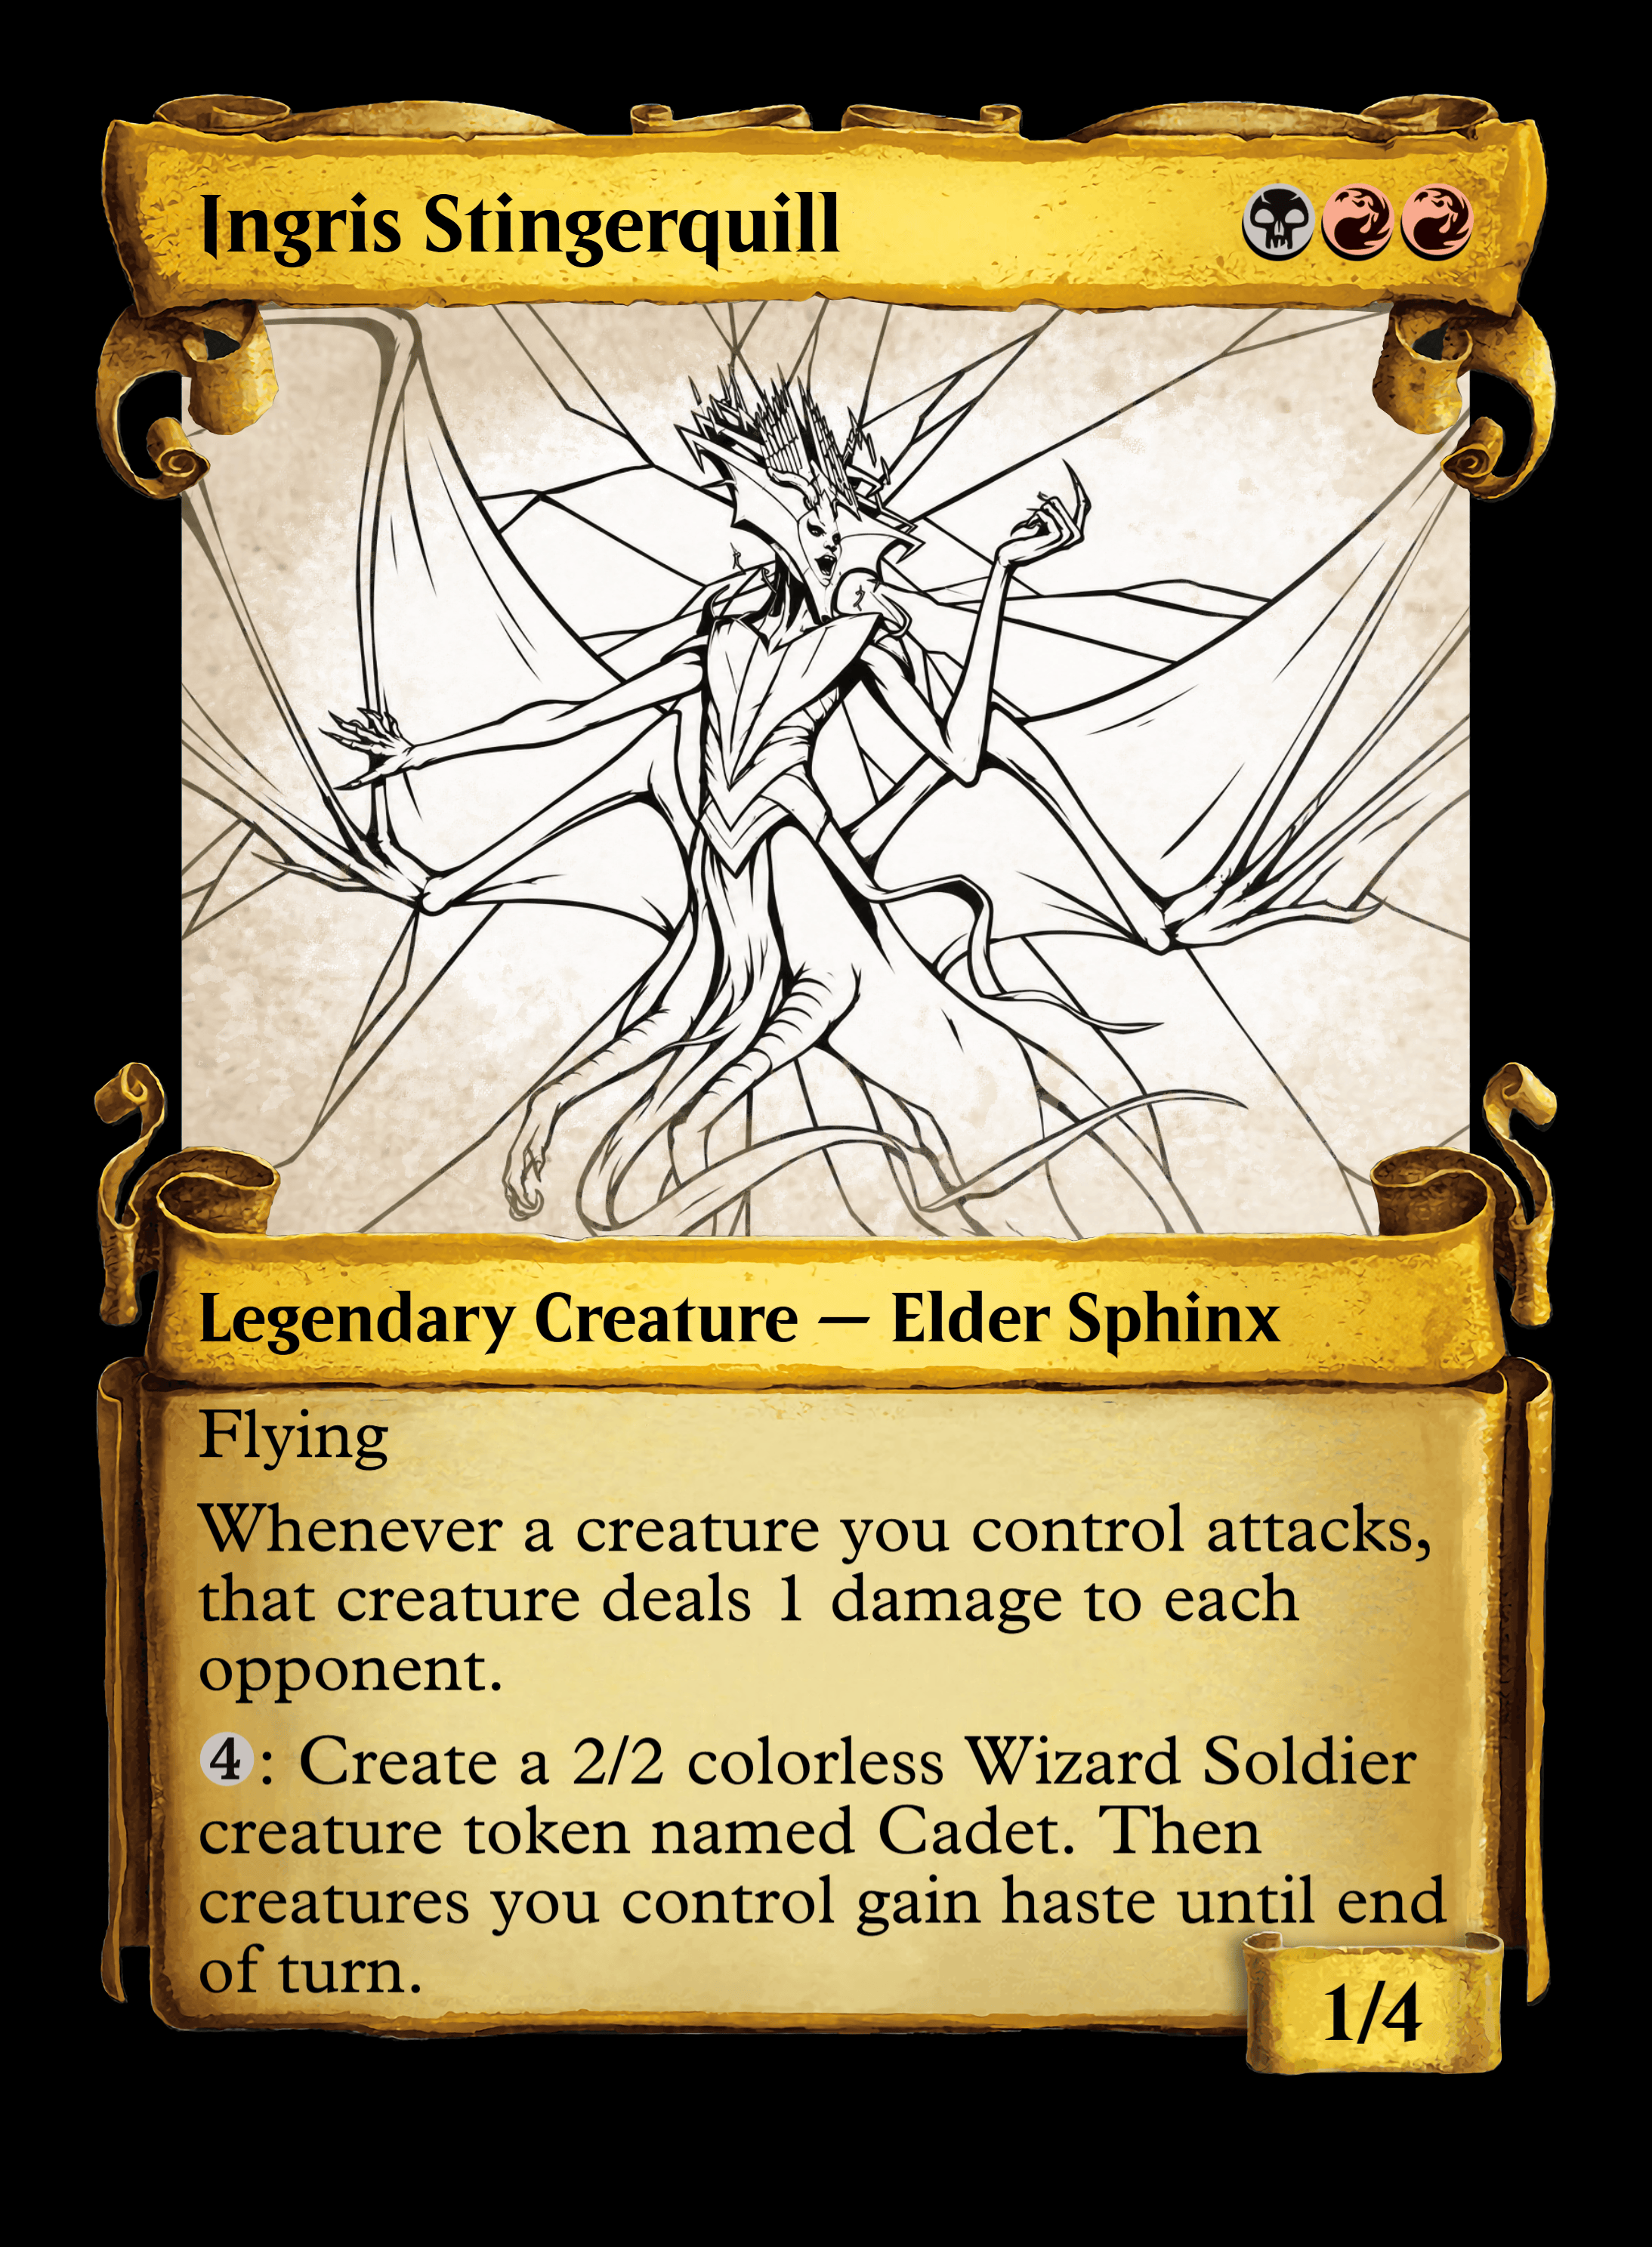 Ingris Stingerquill
Legendary Creature — Elder Sphinx
Flying
Whenever a creature you control attacks,
that creature deals 1 damage to each
opponent.
4: Create a 2/2 colorless Wizard Soldier
creature token named Cadet. Then
creatures you control gain haste until end
of turn.
1/4